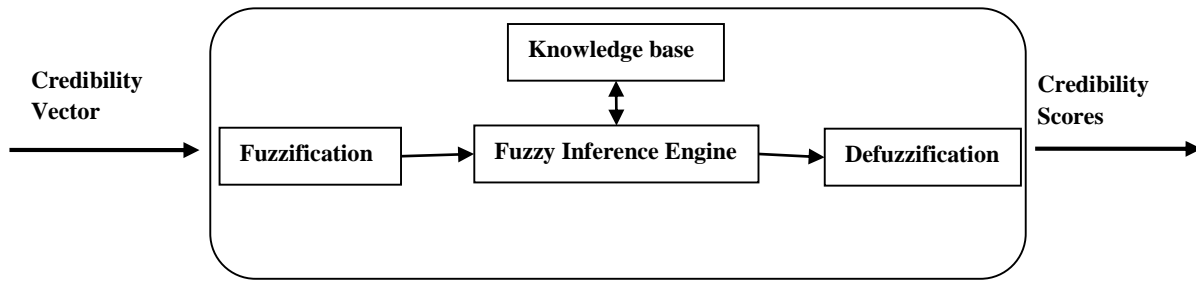 Knowledge base
Credibility
Vector
Credibility
Scores
Fuzzification
Fuzzy Inference Engine
Defuzzification